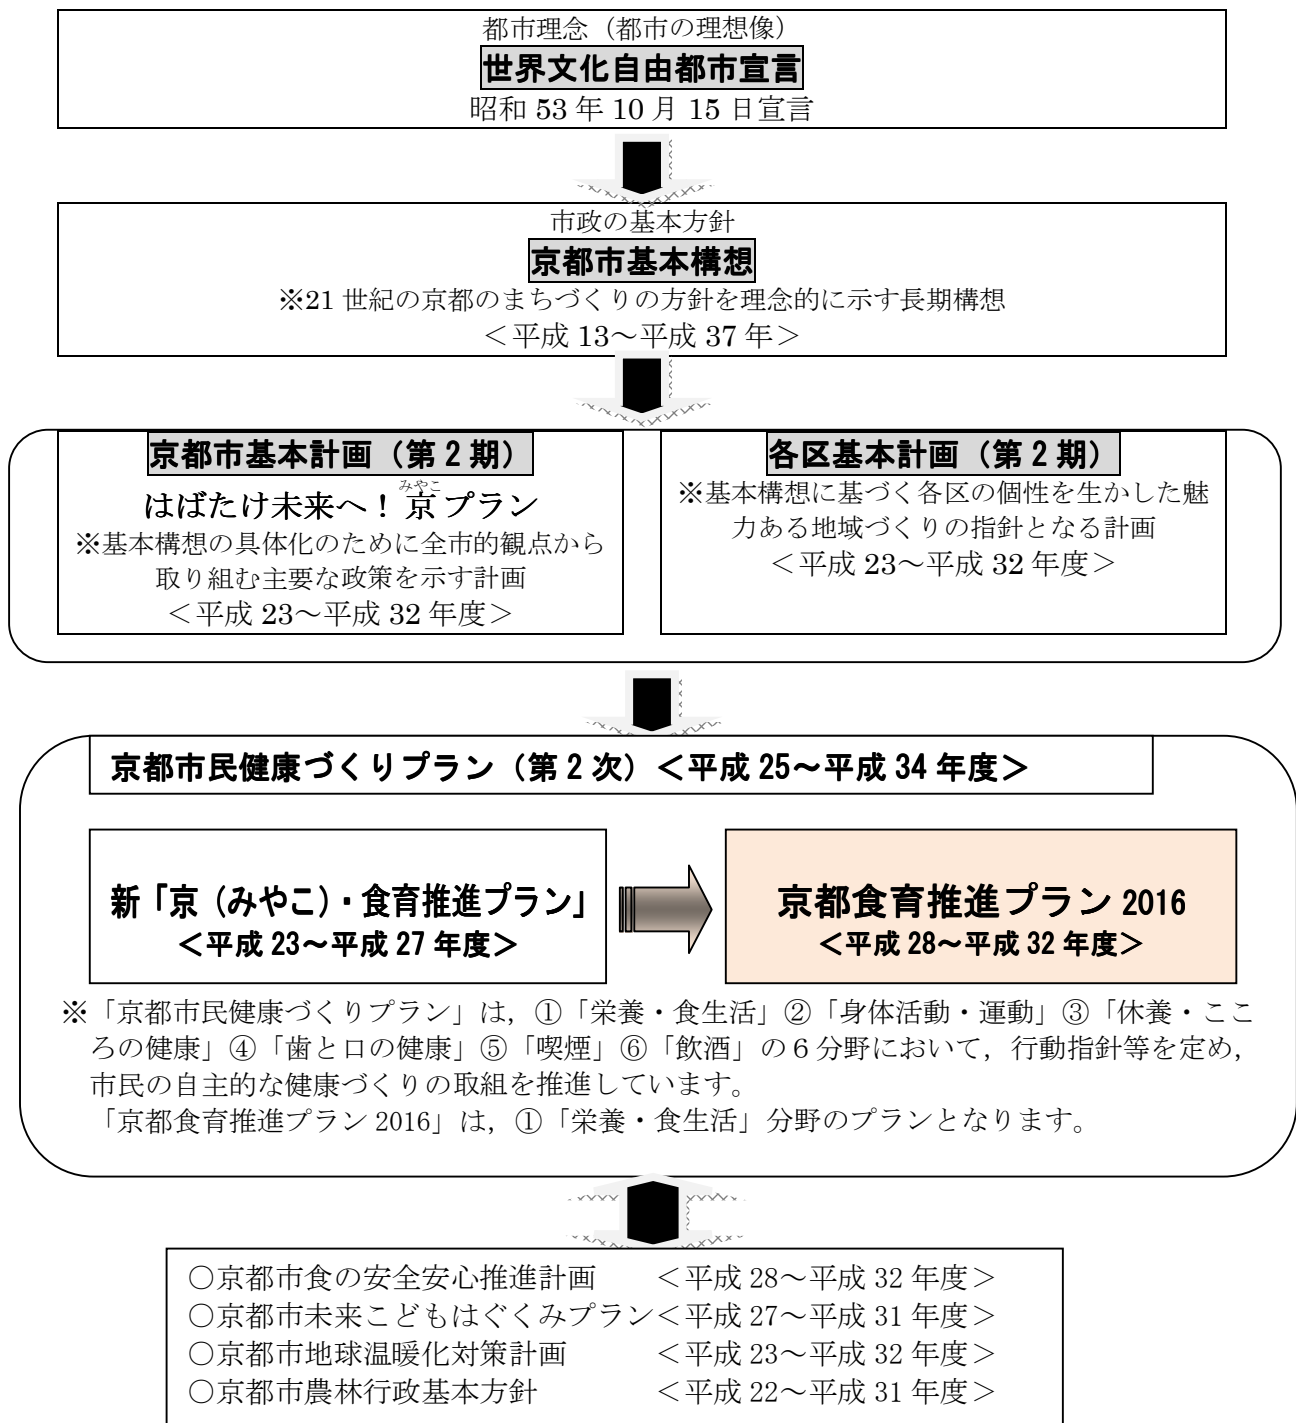 都市理念（都市の理想像）
世界文化自由都市宣言
昭和 53 年 10 月 15 日宣言
市政の基本方針
京都市基本構想
※21 世紀の京都のまちづくりの方針を理念的に示す長期構想
＜平成 13～平成 37 年＞
京都市基本計画（第 2 期）
みやこ
はばたけ未来へ！京プラン
※基本構想の具体化のために全市的観点から
取り組む主要な政策を示す計画
＜平成 23～平成 32 年度＞
各区基本計画（第 2 期）
※基本構想に基づく各区の個性を生かした魅
力ある地域づくりの指針となる計画
＜平成 23～平成 32 年度＞
京都市民健康づくりプラン（第 2 次）＜平成 25～平成 34 年度＞
新「京（みやこ）・食育推進プラン」
＜平成 23～平成 27 年度＞
京都食育推進プラン 2016
＜平成 28～平成 32 年度＞
※「京都市民健康づくりプラン」は，①「栄養・食生活」②「身体活動・運動」③「休養・ここ
ろの健康」④「歯と口の健康」⑤「喫煙」⑥「飲酒」の６分野において，行動指針等を定め，
市民の自主的な健康づくりの取組を推進しています。
「京都食育推進プラン 2016」は，①「栄養・食生活」分野のプランとなります。
○京都市食の安全安心推進計画　　＜平成 28～平成 32 年度＞
○京都市未来こどもはぐくみプラン＜平成 27～平成 31 年度＞
○京都市地球温暖化対策計画　　　＜平成 23～平成 32 年度＞
○京都市農林行政基本方針　　　　＜平成 22～平成 31 年度＞